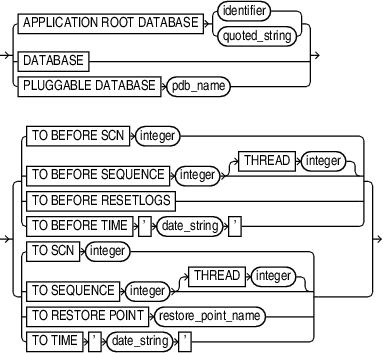 APPLICATION ROOT DATABASE identifier
quoted_string
DATABASE
PLUGGABLE DATABASE pdb_name
TO BEFORE SCN integer
THREAD integer
TO BEFORE SEQUENCE integer
TO BEFORE RESETLOGS
TO BEFORE TIME ' date_string '
TO SCN integer
THREAD integer
TO SEQUENCE integer
TO RESTORE POINT restore_point_name
TO TIME ' date_string '